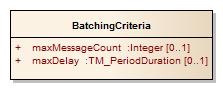 BatchingCriteria
+ maxMessageCount :Integer [0..1]
+ maxDelay :TM_PeriodDuration [0..1]